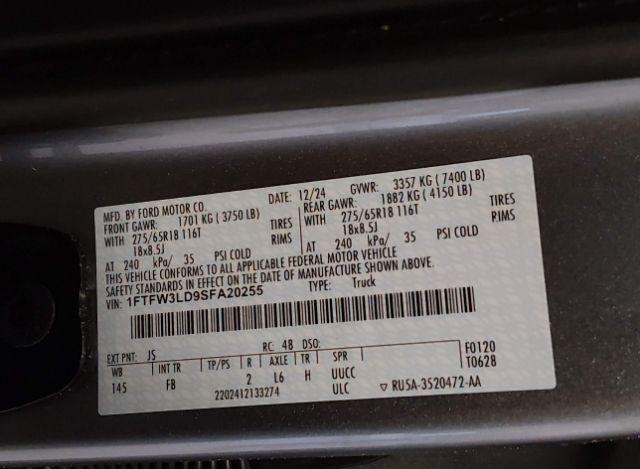 MFD. BY FORD MOTOR CO. DATE: 12/24 GVWR: 3357 KG ( 7400 LB)
FRONT GAWR: 1701 KG ( 3750 LB) REAR GAWR: 1882 KG ( 4150 LB)
WITH 275/65R18 116T TIRES WITH 275/65R18 116T TIRES
18x8.5J RIMS 18x8.5J RIMS
AT 240 kPa/ 35 PSI COLD AT 240 kPa/ 35 PSI COLD
THIS VEHICLE CONFORMS TO ALL APPLICABLE FEDERAL MOTOR VEHICLE
SAFETY STANDARDS IN EFFECT ON THE DATE OF MANUFACTURE SHOWN ABOVE.
VIN: 1FTFW3LD9SFA20255 TYPE: Truck
EXT PNT: JS RC: 48 DSO: F0120
WB INT TR TP/PS R AXLE TR SPR T0628
145 FB 2 L6 H UUCC
2202412133274 ULC ▽ RU5A-3520472-AA